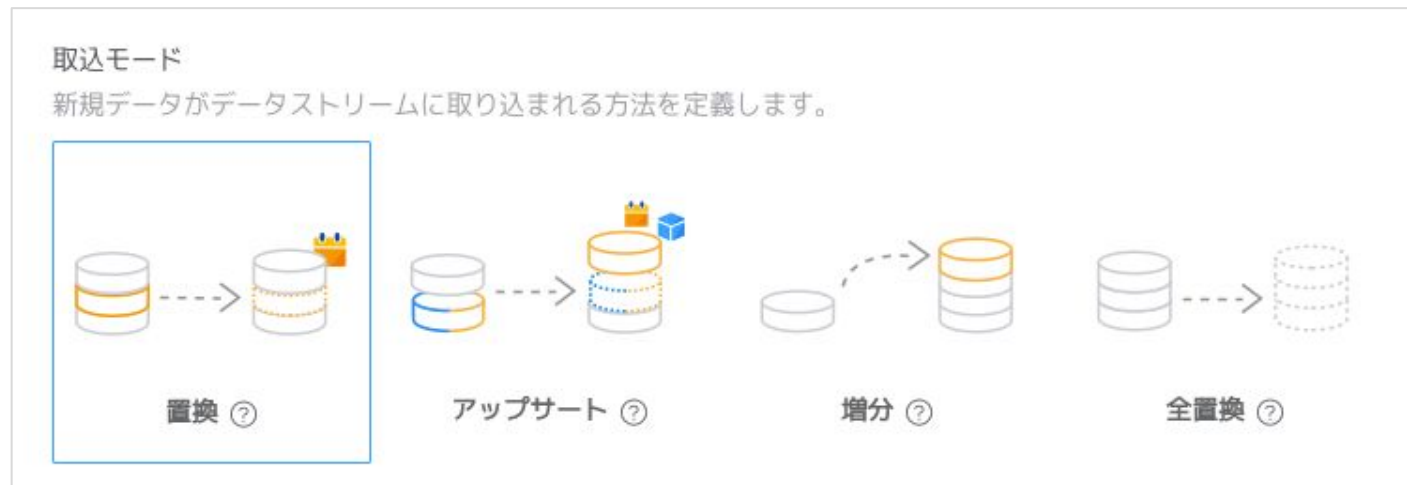 取込モード
新規データがデータストリームに取り込まれる方法を定義します。
置換 ?
アップサート ?
増分 ?
全置換 ?